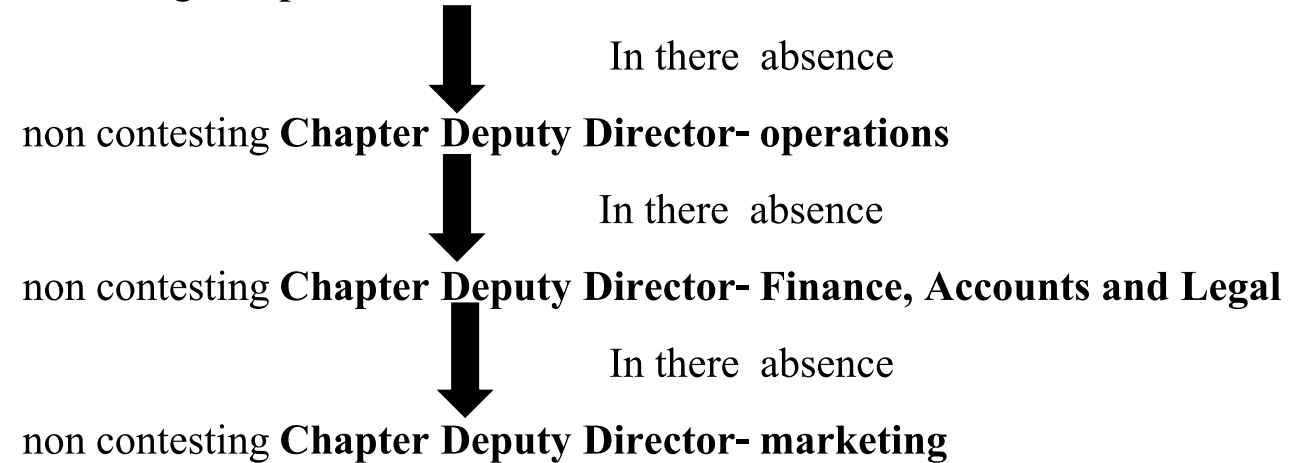 In there absence
non contesting Chapter Deputy Director- operations
In there absence
non contesting Chapter Deputy Director- Finance, Accounts and Legal
In there absence
non contesting Chapter Deputy Director- marketing